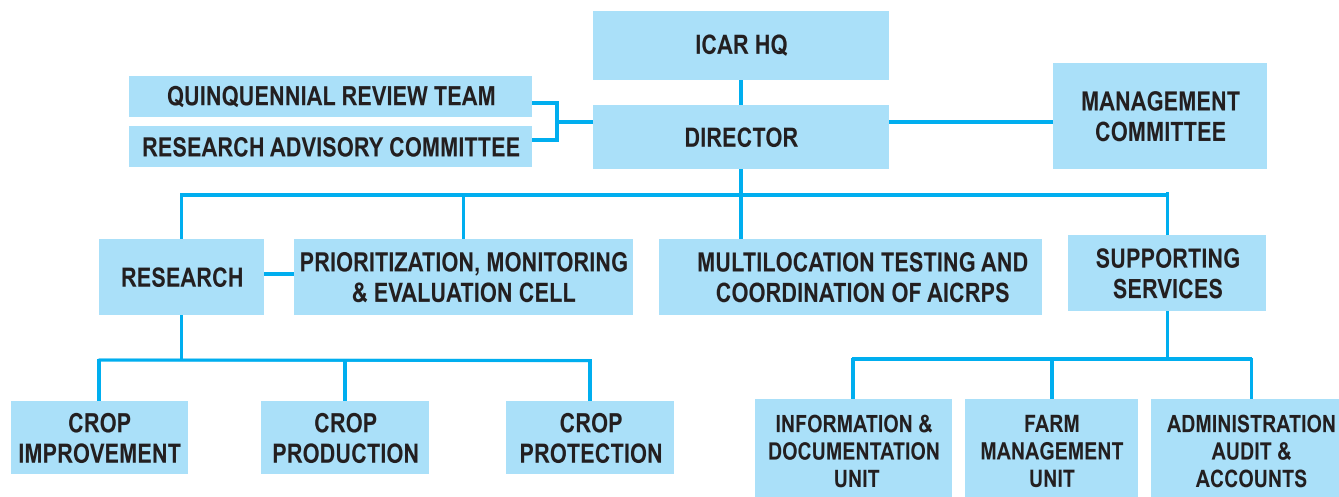 ICAR HQ
QUINQUENNIAL REVIEW TEAM
RESEARCH ADVISORY COMMITTEE
DIRECTOR
MANAGEMENT
COMMITTEE
RESEARCH
PRIORITIZATION, MONITORING
& EVALUATION CELL
MULTILOCATION TESTING AND
COORDINATION OF AICRPS
SUPPORTING
SERVICES
CROP
IMPROVEMENT
CROP
PRODUCTION
CROP
PROTECTION
INFORMATION &
DOCUMENTATION
UNIT
FARM
MANAGEMENT
UNIT
ADMINISTRATION
AUDIT &
ACCOUNTS